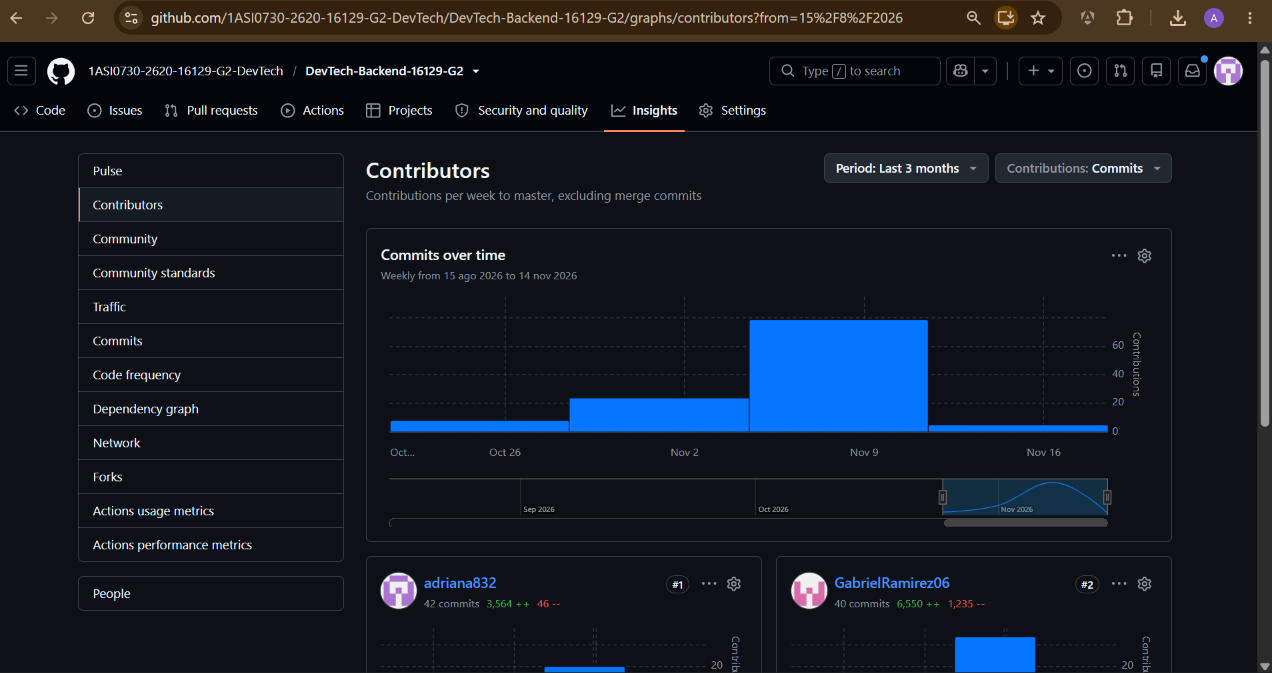 github.com/1ASI0730-2620-16129-G2-DevTech/DevTech-Backend-16129-G2/graphs/contributors?from=15%2F8%2F2026
A
1ASI0730-2620-16129-G2-DevTech / DevTech-Backend-16129-G2
Type / to search
Code
Issues
Pull requests
Actions
Projects
Security and quality
Insights
Settings
Pulse
Contributors
Community
Community standards
Traffic
Commits
Code frequency
Dependency graph
Network
Forks
Actions usage metrics
Actions performance metrics
People
Contributors
Contributions per week to master, excluding merge commits
Period: Last 3 months
Contributions: Commits
Commits over time
Weekly from 15 ago 2026 to 14 nov 2026
60
40
20
0
Contributions
Oct...
Oct 26
Nov 2
Nov 9
Nov 16
Sep 2026
Oct 2026
Nov 2026
adriana832
#1
42 commits 3,564 ++ 46 --
20
GabrielRamirez06
#2
40 commits 6,550 ++ 1,235 --
20